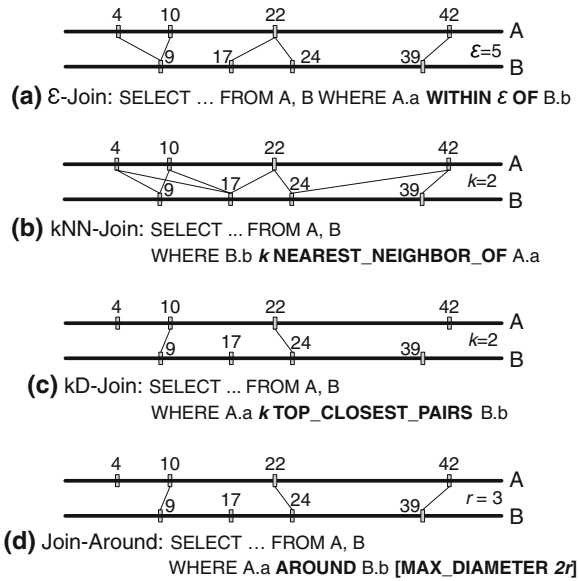 4 10 22 42 A
9 17 24 39 B
Ɛ=5
(a) Ɛ-Join: SELECT ... FROM A, B WHERE A.a WITHIN Ɛ OF B.b
4 10 22 42 A
9 17 24 39 B
k=2
(b) kNN-Join: SELECT ... FROM A, B
WHERE B.b k NEAREST_NEIGHBOR_OF A.a
4 10 22 42 A
9 17 24 39 B
k=2
(c) kD-Join: SELECT ... FROM A, B
WHERE A.a k TOP_CLOSEST_PAIRS B.b
4 10 22 42 A
9 17 24 39 B
r = 3
(d) Join-Around: SELECT ... FROM A, B
WHERE A.a AROUND B.b [MAX_DIAMETER 2r]